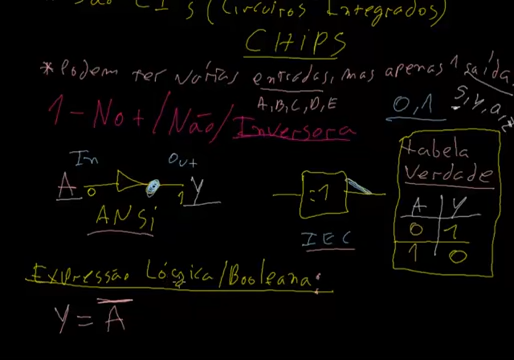 são CI's (Circuitos Integrados)
CHIPS
*Podem ter várias entradas, mas apenas 1 saída
A, B, C, D, E
0,1
S, Y, Q, Z
1 - Not/Não/Inversora
In Out
A 0 1 Y
ANSi
:=1
IEC
tabela
verdade
A Y
0 1
1 0
Expressão Lógica/Booleana:
Y = A̅